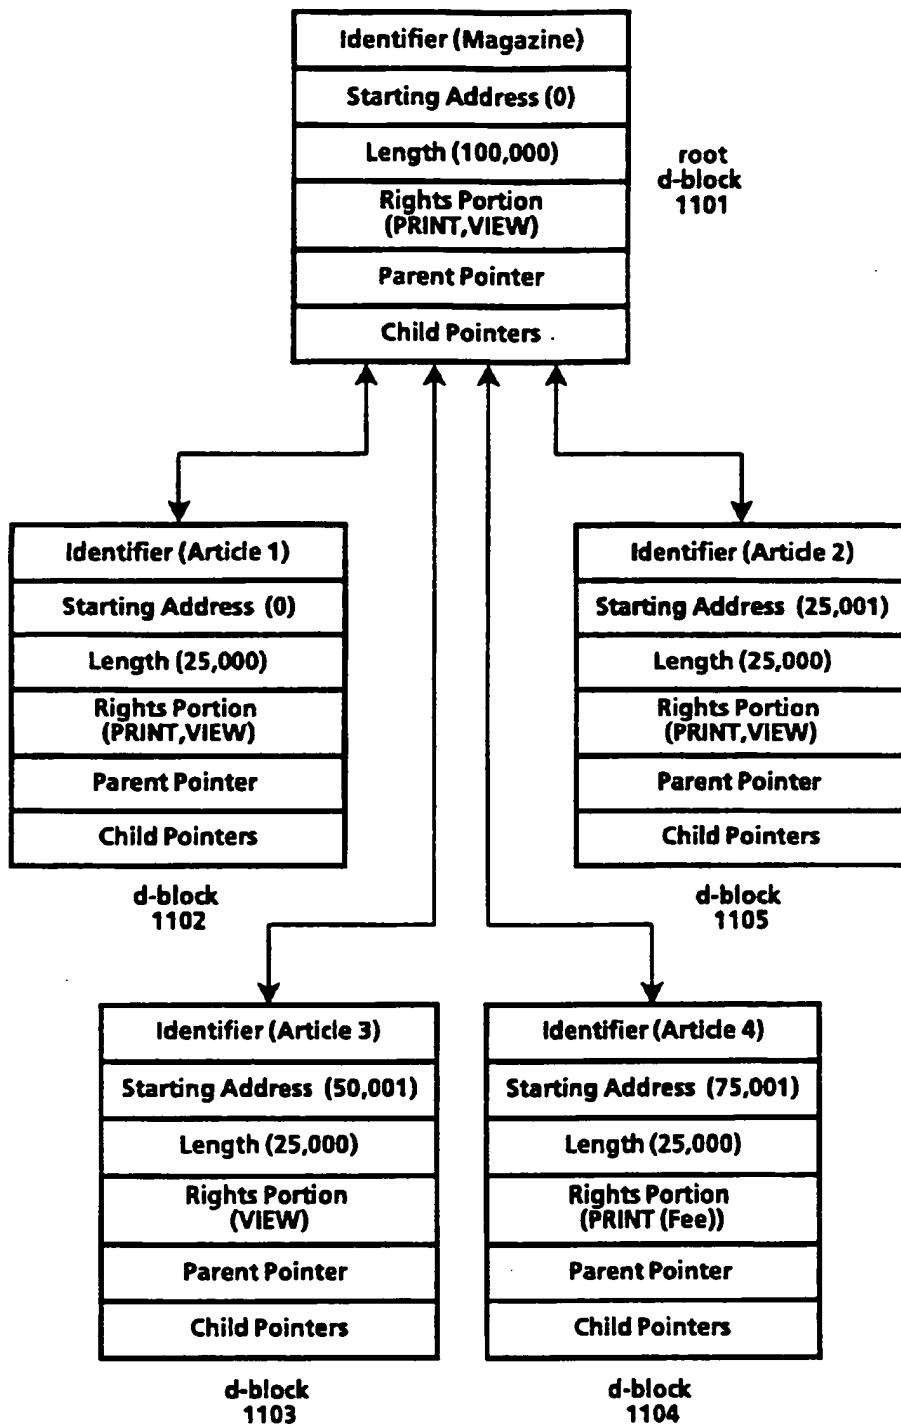 Identifier (Magazine)
Starting Address (0)
Length (100,000)
Rights Portion
(PRINT,VIEW)
Parent Pointer
Child Pointers
root
d-block
1101
Identifier (Article 1)
Starting Address (0)
Length (25,000)
Rights Portion
(PRINT,VIEW)
Parent Pointer
Child Pointers
d-block
1102
Identifier (Article 2)
Starting Address (25,001)
Length (25,000)
Rights Portion
(PRINT,VIEW)
Parent Pointer
Child Pointers
d-block
1105
Identifier (Article 3)
Starting Address (50,001)
Length (25,000)
Rights Portion
(VIEW)
Parent Pointer
Child Pointers
d-block
1103
Identifier (Article 4)
Starting Address (75,001)
Length (25,000)
Rights Portion
(PRINT (Fee))
Parent Pointer
Child Pointers
d-block
1104